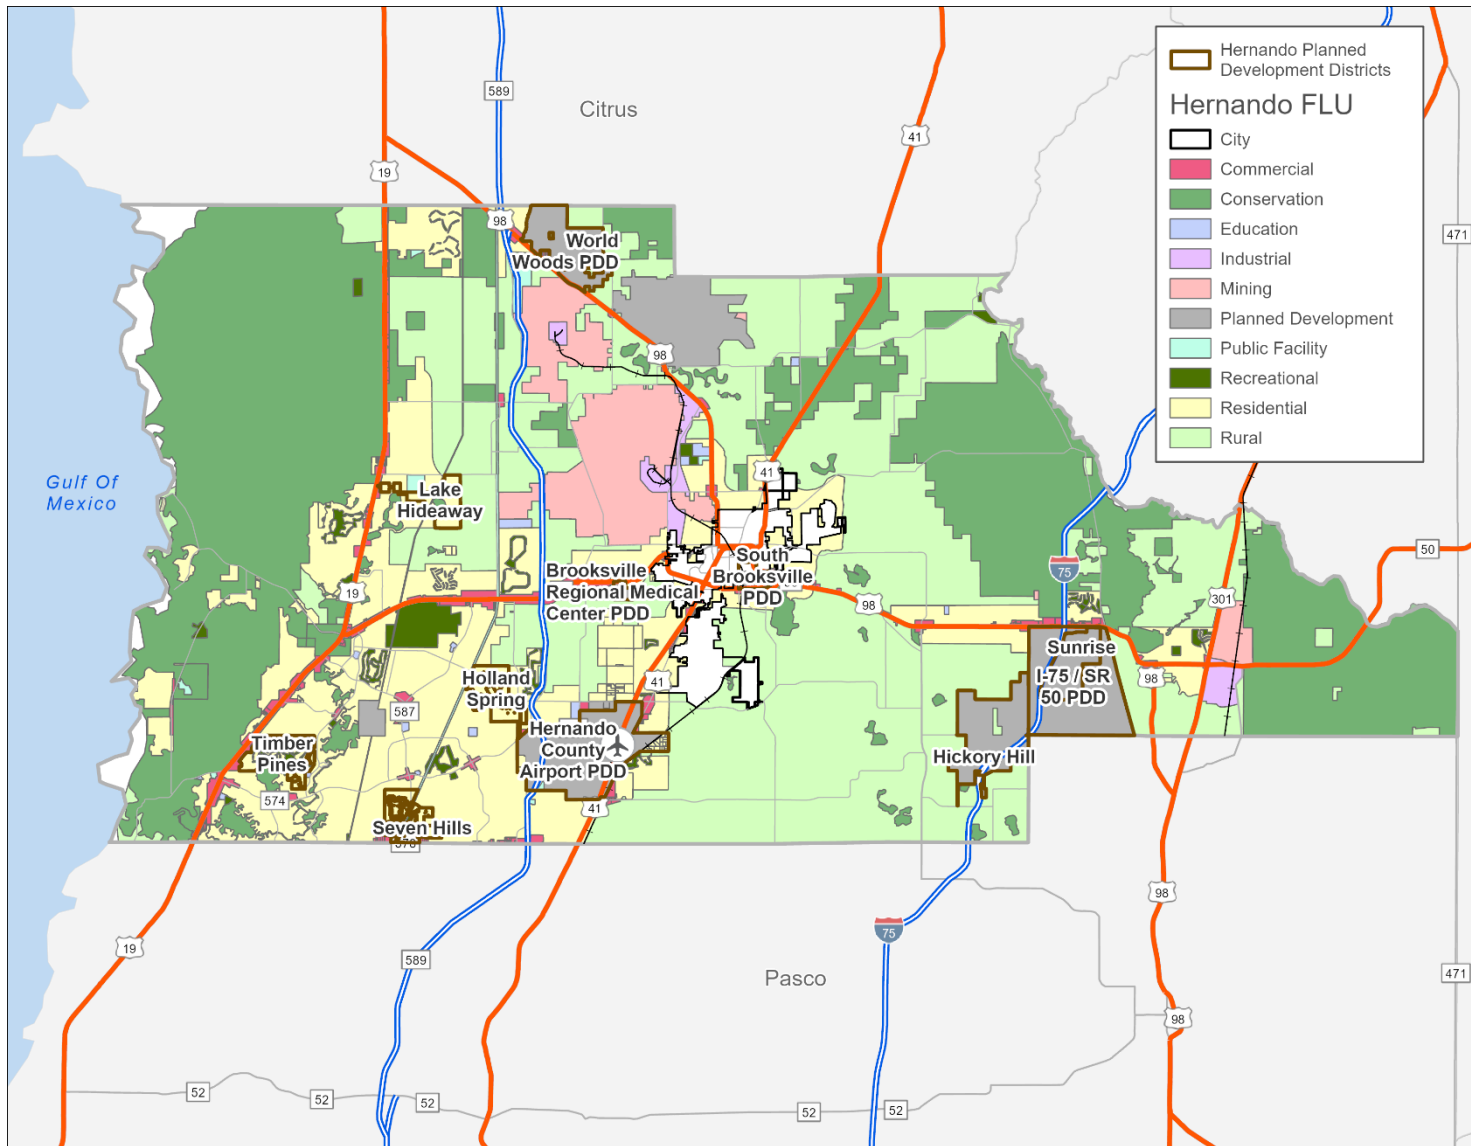 Hernando Planned
Development Districts
Hernando FLU
City
Commercial
Conservation
Education
Industrial
Mining
Planned Development
Public Facility
Recreational
Residential
Rural
589
Citrus
41
19
471
98
World
Woods PDD
98
Gulf Of
Mexico
Lake
Hideaway
41
50
South
Brooksville
PDD
Brooksville
Regional Medical
Center PDD
75
19
98
301
Sunrise
I-75 / SR
50 PDD
98
Holland
Spring
41
587
Hernando
County
Airport PDD
Timber
Pines
Hickory Hill
574
41
Seven Hills
570
98
75
19
589
Pasco
471
98
52
52
52
52
52